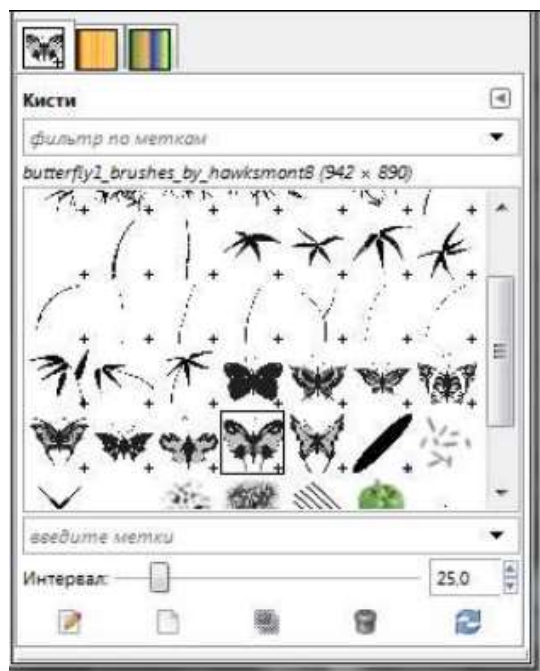 Кисти
фильтр по меткам
butterfly1_brushes_by_hawksmont8 (942 × 890)
введите метки
Интервал: 25,0